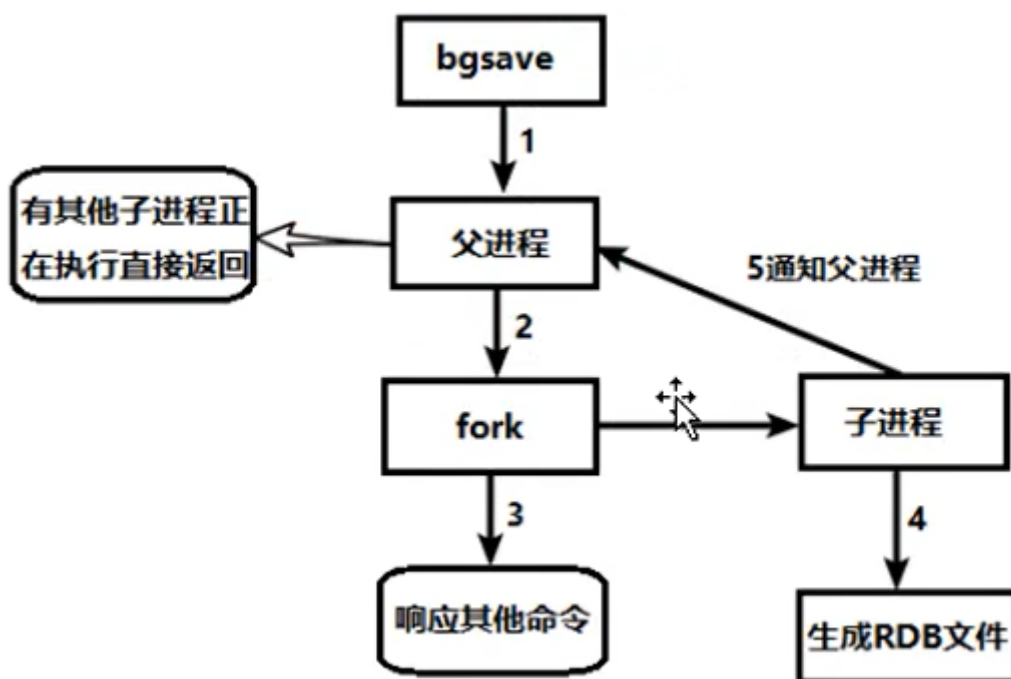 bgsave
1
有其他子进程正
在执行直接返回
父进程
5通知父进程
2
fork
子进程
3
4
响应其他命令
生成RDB文件